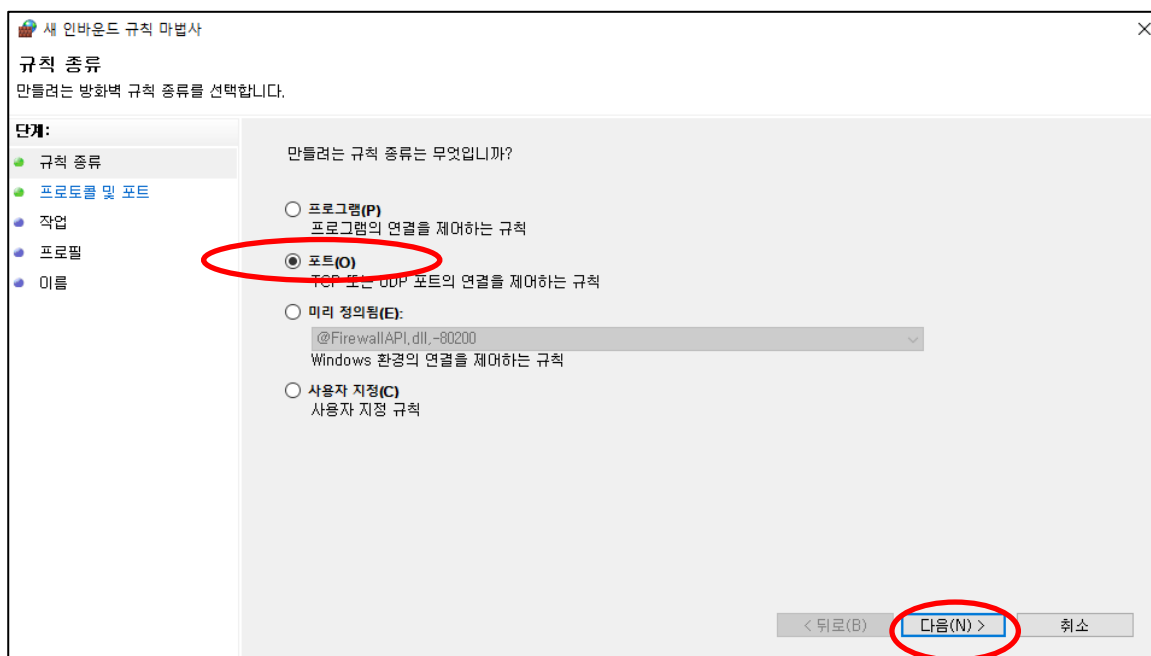 새 인바운드 규칙 마법사
규칙 종류
만들려는 방화벽 규칙 종류를 선택합니다.
단계:
규칙 종류
프로토콜 및 포트
작업
프로필
이름
만들려는 규칙 종류는 무엇입니까?
프로그램(P)
프로그램의 연결을 제어하는 규칙
포트(O)
TCP 또는 UDP 포트의 연결을 제어하는 규칙
미리 정의됨(E):
@FirewallAPI.dll,-80200
Windows 환경의 연결을 제어하는 규칙
사용자 지정(C)
사용자 지정 규칙
< 뒤로(B) 다음(N) > 취소